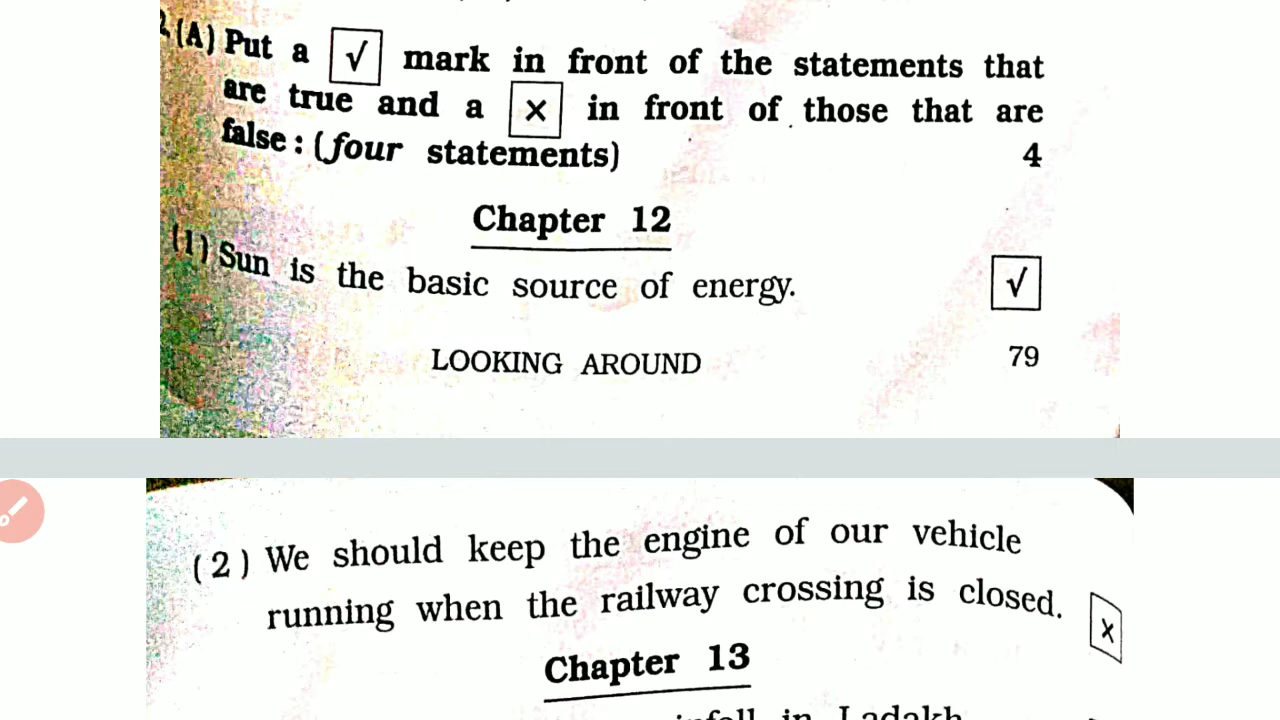 (A) Put a √ mark in front of the statements that
are true and a × in front of those that are
false : (four statements) 4
Chapter 12
(1) Sun is the basic source of energy. √
LOOKING AROUND 79
(2) We should keep the engine of our vehicle
running when the railway crossing is closed. ×
Chapter 13
in Ladakh